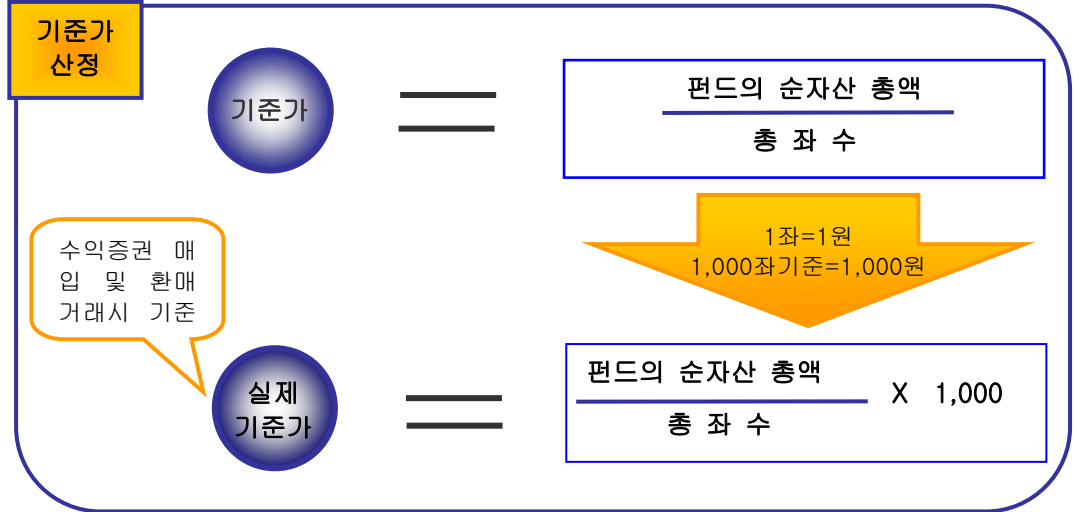 기준가
산정
기준가
펀드의 순자산 총액
총 좌 수
1좌=1원
1,000좌기준=1,000원
수익증권 매
입 및 환매
거래시 기준
실제
기준가
펀드의 순자산 총액
X 1,000
총 좌 수